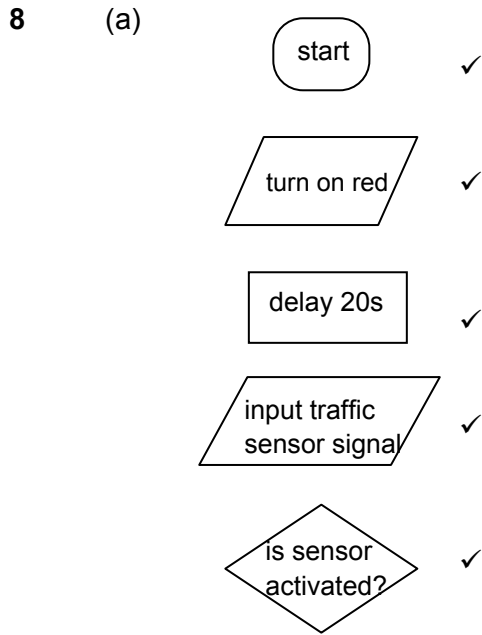 8 (a)
start ✓
turn on red ✓
delay 20s ✓
input traffic
sensor signal ✓
is sensor
activated? ✓